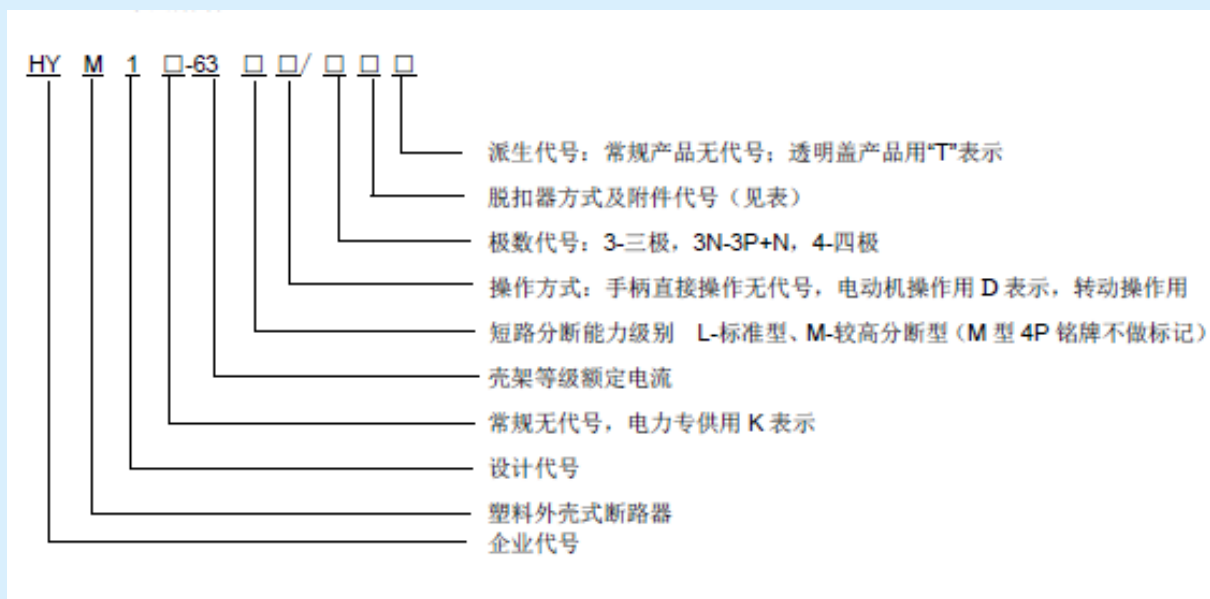 HY M 1 □-63 □ □/ □ □ □
派生代号：常规产品无代号；透明盖产品用“T”表示
脱扣器方式及附件代号（见表）
极数代号：3-三极，3N-3P+N，4-四极
操作方式：手柄直接操作无代号，电动机操作用 D 表示，转动操作用
短路分断能力级别 L-标准型、M-较高分断型（M 型 4P 铭牌不做标记）
壳架等级额定电流
常规无代号，电力专供用 K 表示
设计代号
塑料外壳式断路器
企业代号